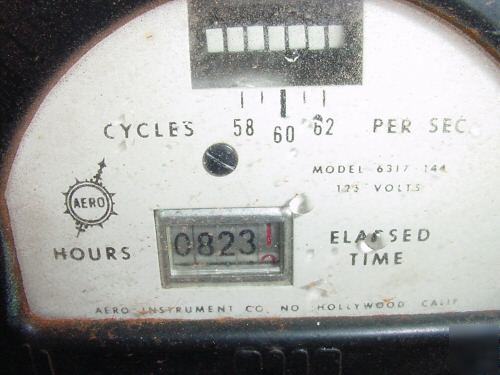 CYCLES 58 60 62 PER SEC
MODEL 6317-144
125 VOLTS
AERO
HOURS 0823 ELAPSED
TIME
AERO INSTRUMENT CO. NO HOLLYWOOD CALIF